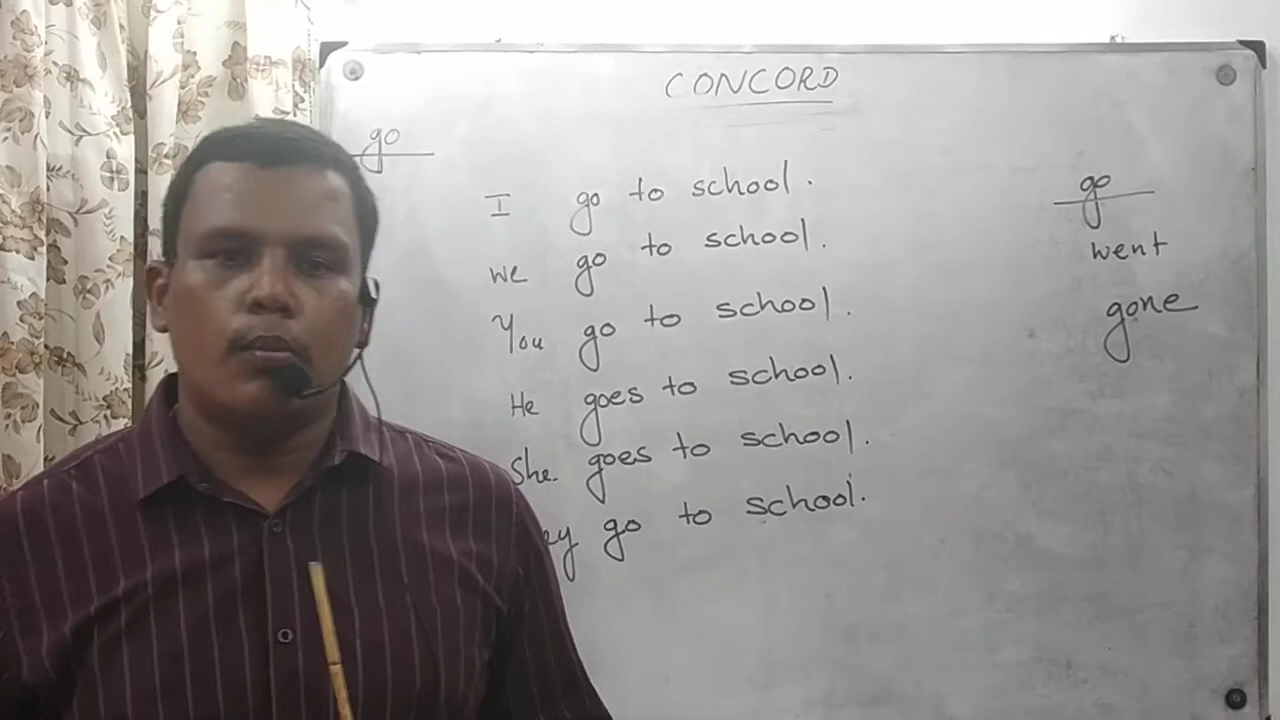 CONCORD
go
I go to school.
we go to school.
You go to school.
He goes to school.
She. goes to school.
go to school.
go
went
gone